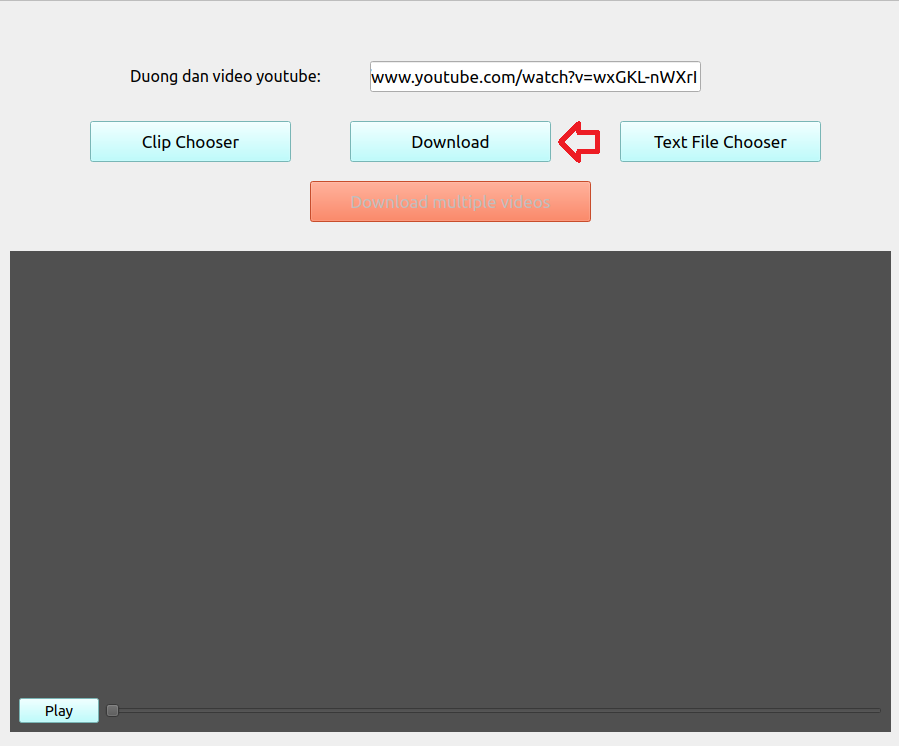 Duong dan video youtube:
www.youtube.com/watch?v=wxGKL-nWXrI
Clip Chooser
Download
Text File Chooser
Download multiple videos
Play